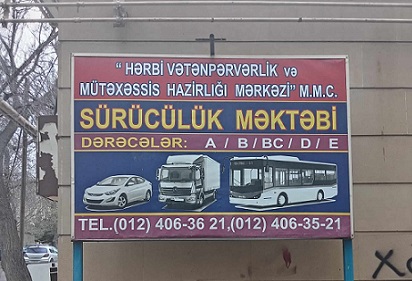 “ HƏRBİ VƏTƏNPƏRVƏRLİK və
MÜTƏXƏSSİS HAZIRLIĞI MƏRKƏZİ” M.M.C.
SÜRÜCÜLÜK MƏKTƏBİ
DƏRƏCƏLƏR: A / B / BC / D / E
TEL.(012) 406-36 21,(012) 406-35-21